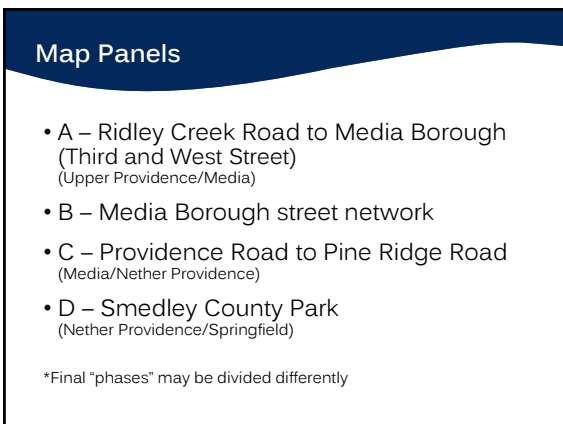 Map Panels
• A – Ridley Creek Road to Media Borough
(Third and West Street)
(Upper Providence/Media)
• B – Media Borough street network
• C – Providence Road to Pine Ridge Road
(Media/Nether Providence)
• D – Smedley County Park
(Nether Providence/Springfield)
*Final “phases” may be divided differently